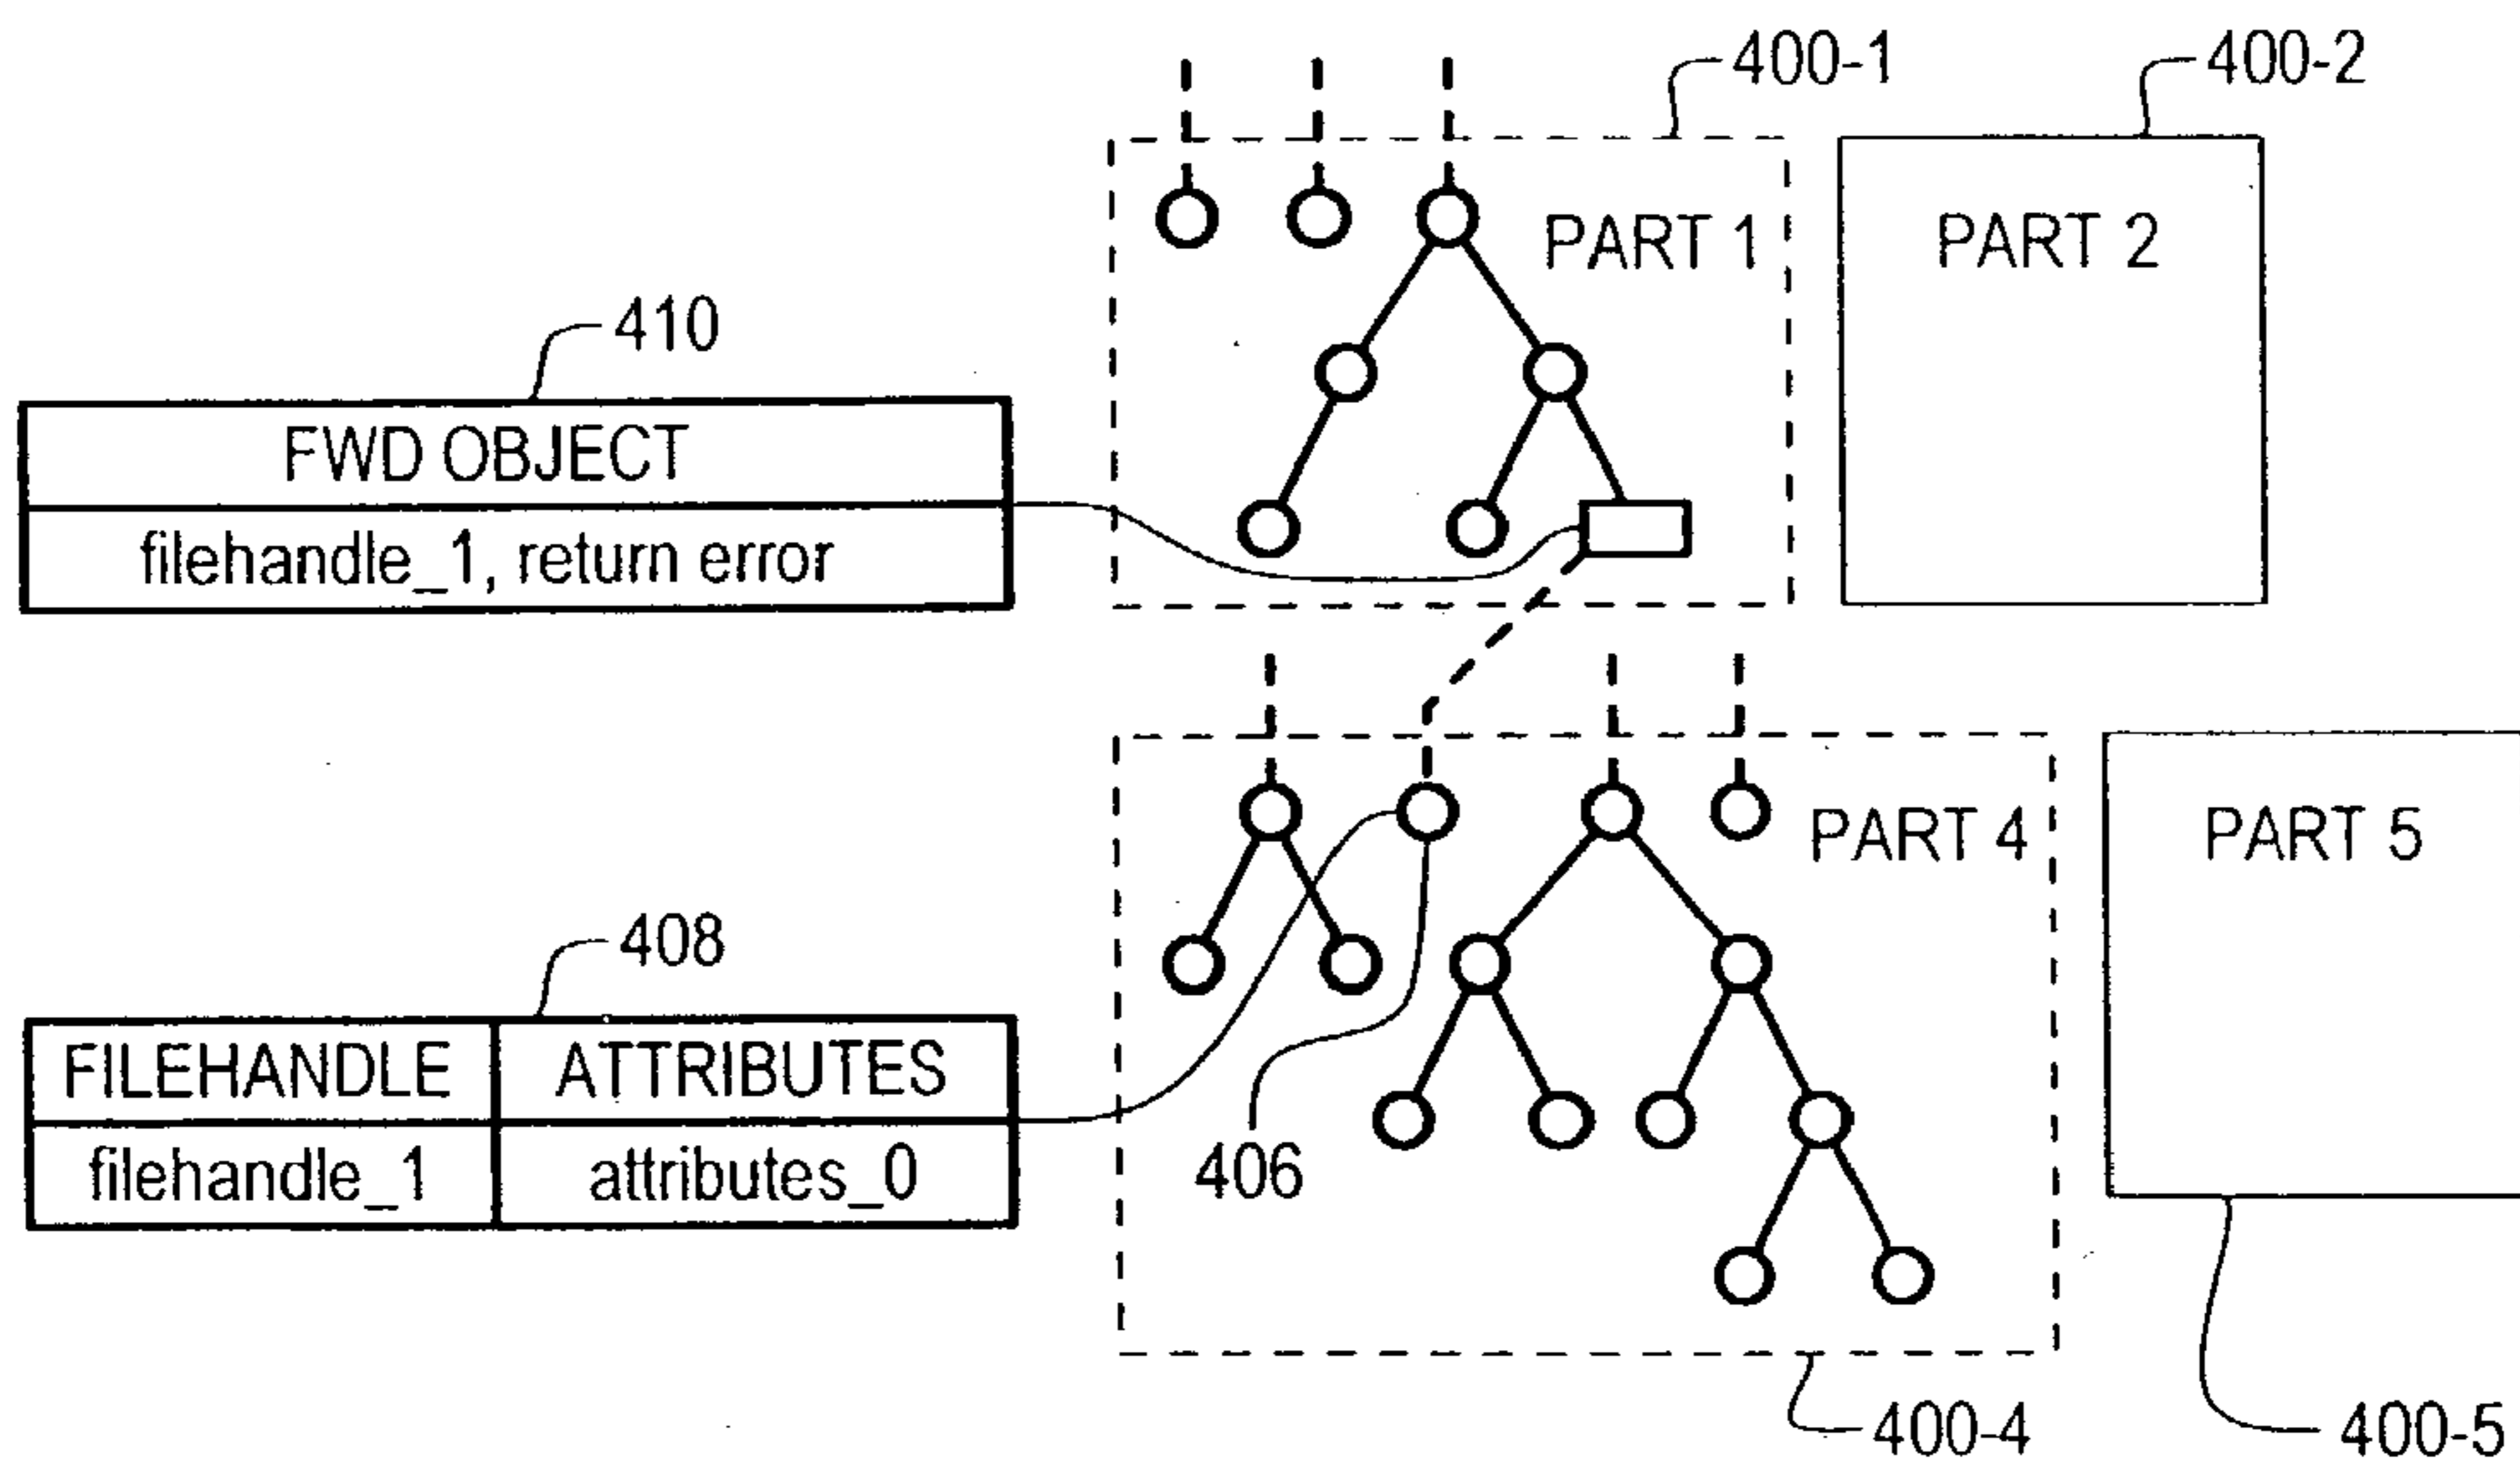 400-1
400-2
PART 1
PART 2
410
FWD OBJECT
filehandle_1, return error
PART 4
PART 5
408
FILEHANDLE ATTRIBUTES
filehandle_1 attributes_0
406
400-4
400-5